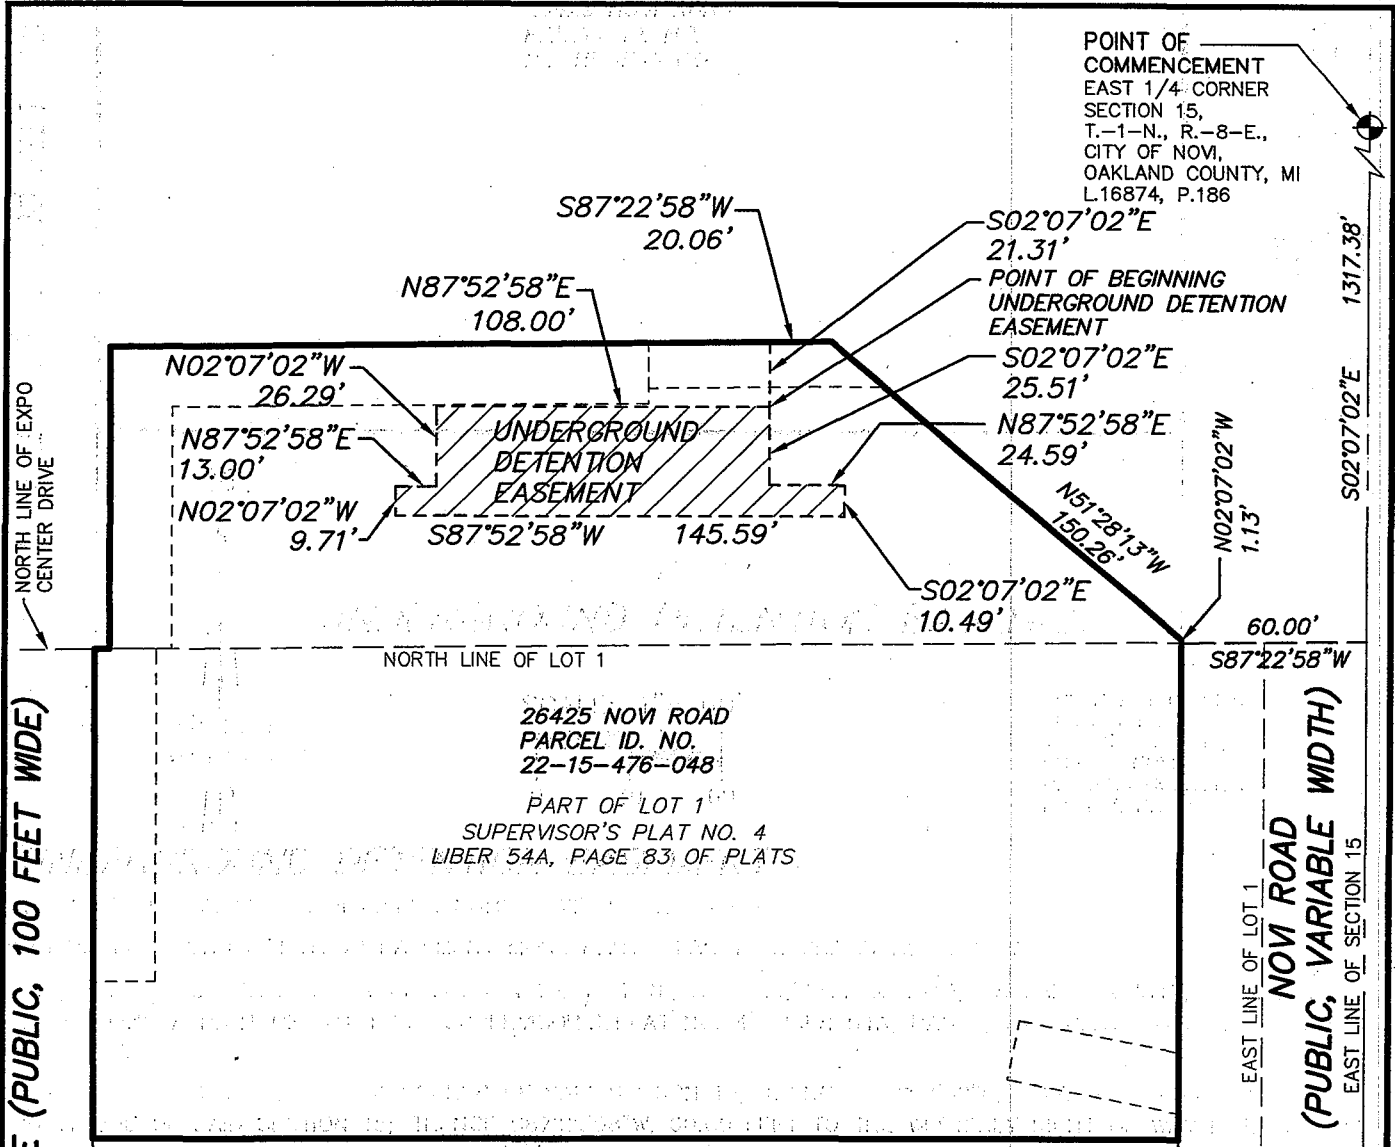 POINT OF
COMMENCEMENT
EAST 1/4 CORNER
SECTION 15,
T.-1-N., R.-8-E.,
CITY OF NOVI,
OAKLAND COUNTY, MI
L.16874, P.186
S87°22'58"W
20.06'
S02°07'02"E
21.31'
1317.38'
S02°07'02"E
N87°52'58"E
108.00'
POINT OF BEGINNING
UNDERGROUND DETENTION
EASEMENT
N02°07'02"W
26.29'
S02°07'02"E
25.51'
N87°52'58"E
13.00'
UNDERGROUND
DETENTION
EASEMENT
N87°52'58"E
24.59'
N02°07'02"W
1.13'
N51°28'13"W
150.26'
N02°07'02"W
9.71'
S87°52'58"W 145.59'
S02°07'02"E
10.49'
NORTH LINE OF EXPO
CENTER DRIVE
NORTH LINE OF LOT 1
60.00'
S87°22'58"W
26425 NOVI ROAD
PARCEL ID. NO.
22-15-476-048
PART OF LOT 1
SUPERVISOR'S PLAT NO. 4
LIBER 54A, PAGE 83 OF PLATS
E (PUBLIC, 100 FEET WIDE)
EAST LINE OF LOT 1
NOVI ROAD
(PUBLIC, VARIABLE WIDTH)
EAST LINE OF SECTION 15